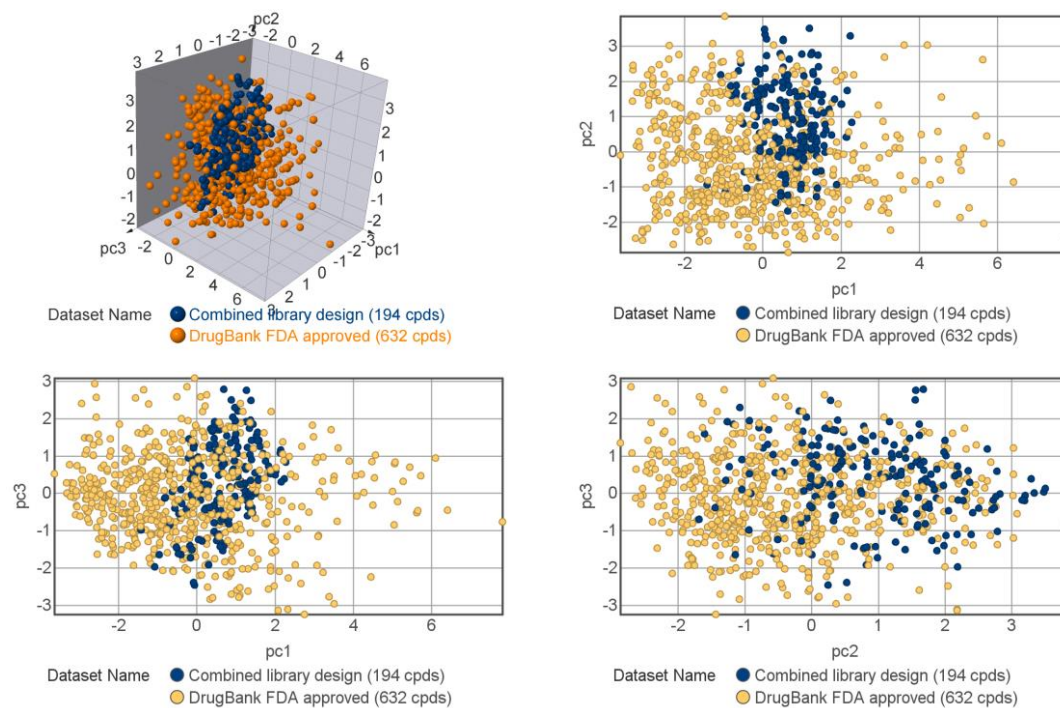 pc2
3 2 1 0 -1 -2 -3 -2 0 2 4 6
3
2
1
0
-1
-2
3
2
1
0
-1
-2
pc3
-2
0
2
4
6
2
1
0
-1
-2
-3
pc1
Dataset Name Combined library design (194 cpds)
DrugBank FDA approved (632 cpds)
pc2
3
2
1
0
-1
-2
-2 0 2 4 6
pc1
Dataset Name Combined library design (194 cpds)
DrugBank FDA approved (632 cpds)
pc3
3
2
1
0
-1
-2
-3
-2 0 2 4 6
pc1
Dataset Name Combined library design (194 cpds)
DrugBank FDA approved (632 cpds)
pc3
3
2
1
0
-1
-2
-3
-2 -1 0 1 2 3
pc2
Dataset Name Combined library design (194 cpds)
DrugBank FDA approved (632 cpds)